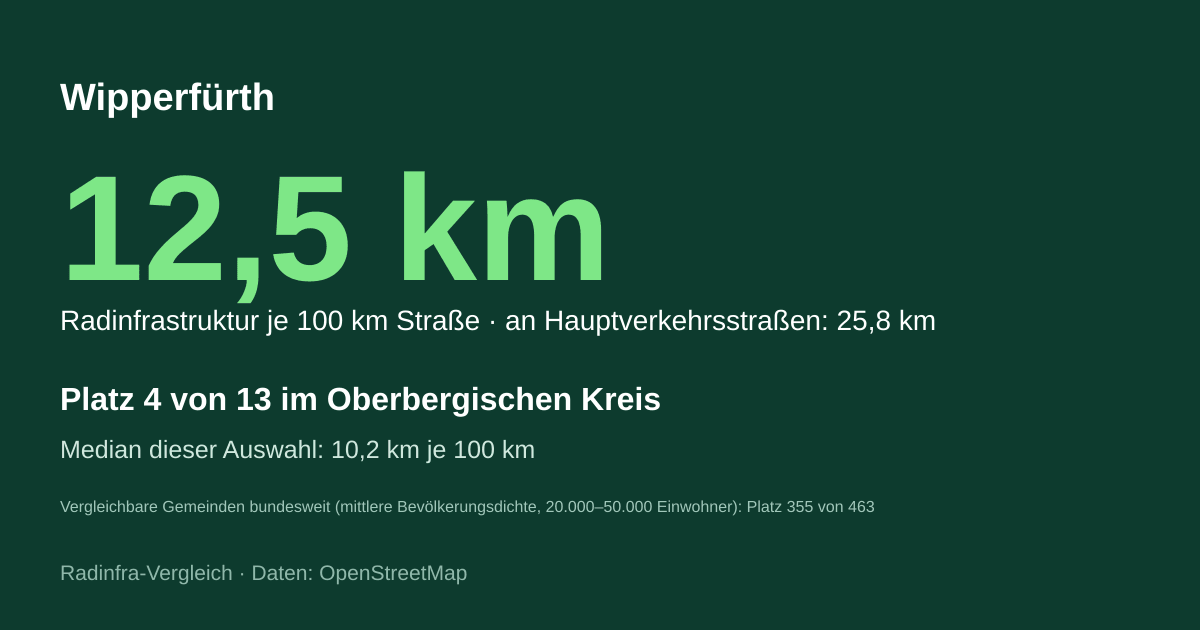 Wipperfürth
12,5 km
Radinfrastruktur je 100 km Straße · an Hauptverkehrsstraßen: 25,8 km
Platz 4 von 13 im Oberbergischen Kreis
Median dieser Auswahl: 10,2 km je 100 km
Vergleichbare Gemeinden bundesweit (mittlere Bevölkerungsdichte, 20.000–50.000 Einwohner): Platz 355 von 463
Radinfra-Vergleich · Daten: OpenStreetMap